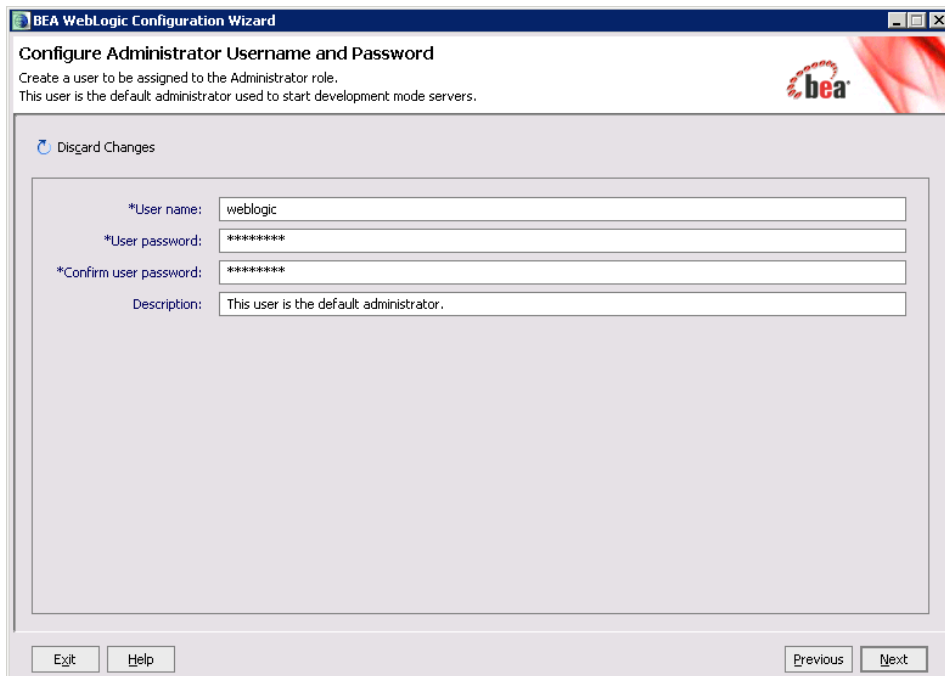 BEA WebLogic Configuration Wizard
Configure Administrator Username and Password
Create a user to be assigned to the Administrator role.
This user is the default administrator used to start development mode servers.
bea
Discard Changes
*User name: weblogic
*User password: ********
*Confirm user password: ********
Description: This user is the default administrator.
Exit Help Previous Next